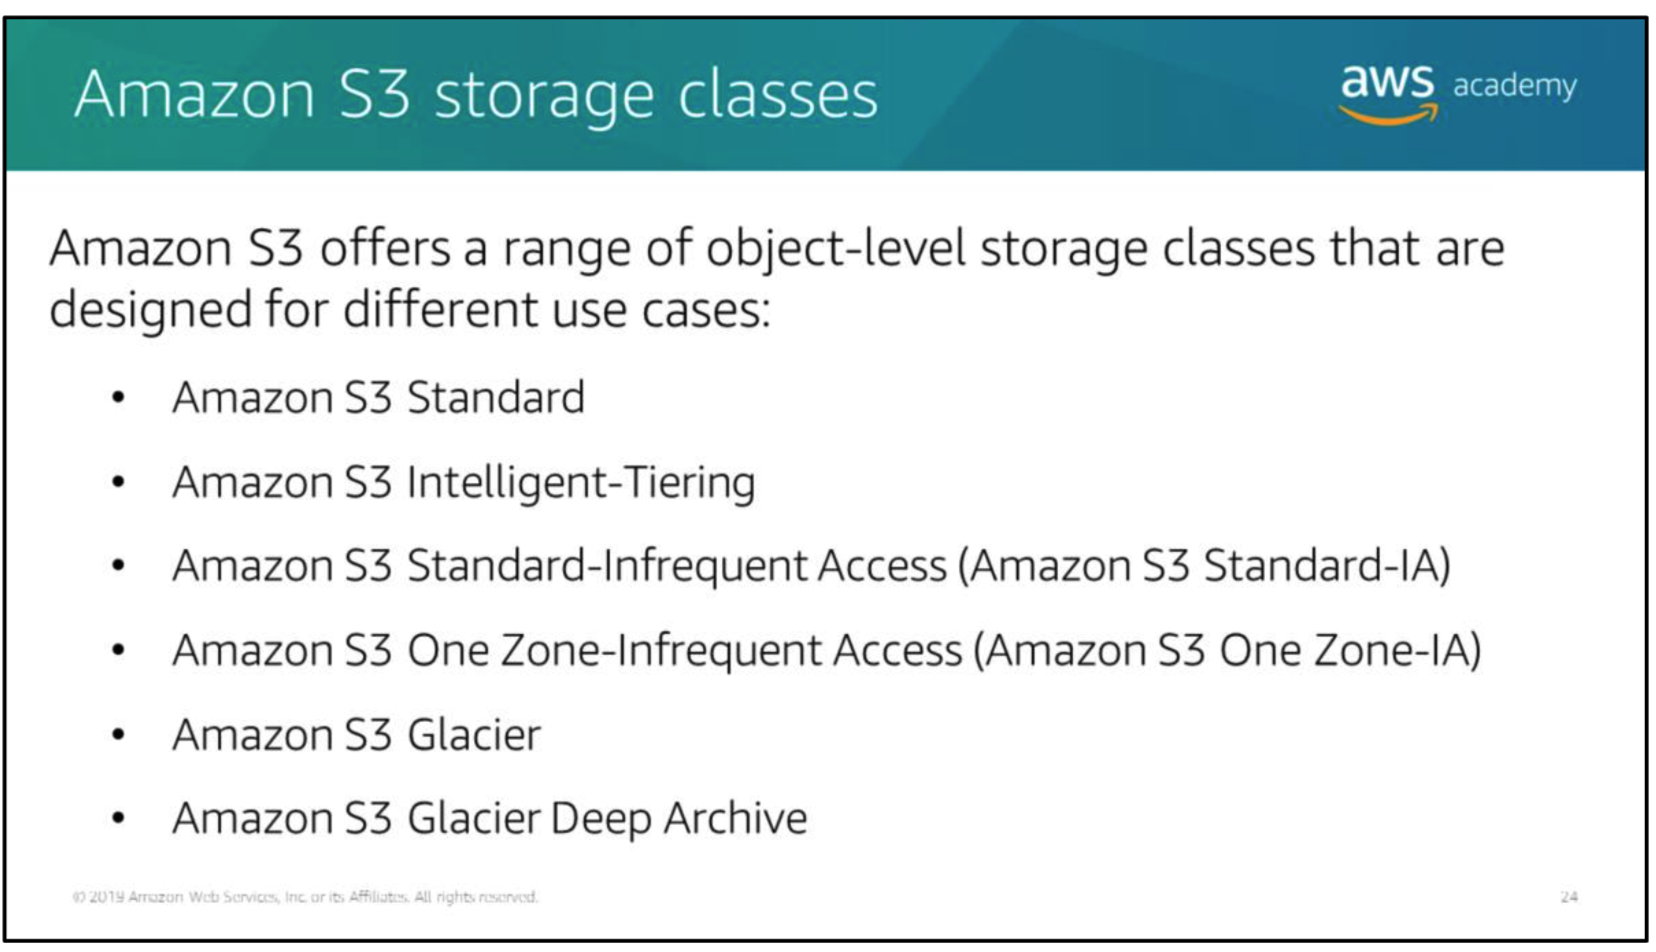 Amazon S3 storage classes
aws academy
Amazon S3 offers a range of object-level storage classes that are
designed for different use cases:
• Amazon S3 Standard
• Amazon S3 Intelligent-Tiering
• Amazon S3 Standard-Infrequent Access (Amazon S3 Standard-IA)
• Amazon S3 One Zone-Infrequent Access (Amazon S3 One Zone-IA)
• Amazon S3 Glacier
• Amazon S3 Glacier Deep Archive
© 2019 Amazon Web Services, Inc. or its Affiliates. All rights reserved.
24